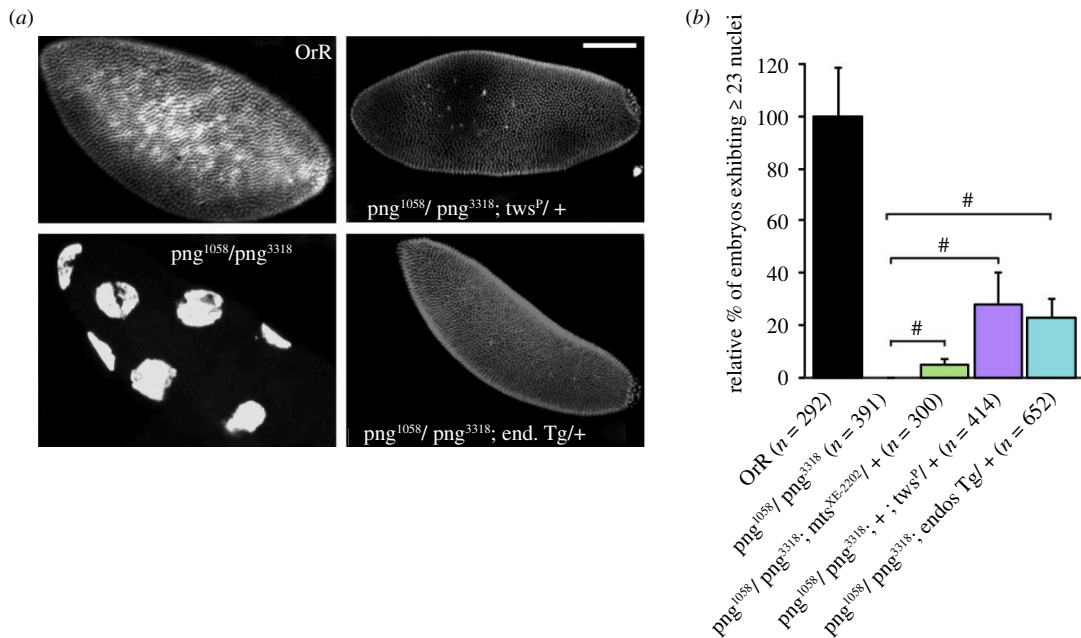 (a)
OrR
png¹⁰⁵⁸/ png³³¹⁸; twsᴾ/ +
png¹⁰⁵⁸/png³³¹⁸
png¹⁰⁵⁸/ png³³¹⁸; end. Tg/+
(b)
relative % of embryos exhibting ≥ 23 nuclei
120
100
80
60
40
20
0
#
#
#
OrR (n = 292)
png¹⁰⁵⁸/ png³³¹⁸ (n = 391)
png¹⁰⁵⁸/ png³³¹⁸; mtsˣᴱ⁻²²⁰²/ + (n = 300)
png¹⁰⁵⁸/ png³³¹⁸; + ; twsᴾ/ + (n = 414)
png¹⁰⁵⁸/ png³³¹⁸; endos Tg/ + (n = 652)